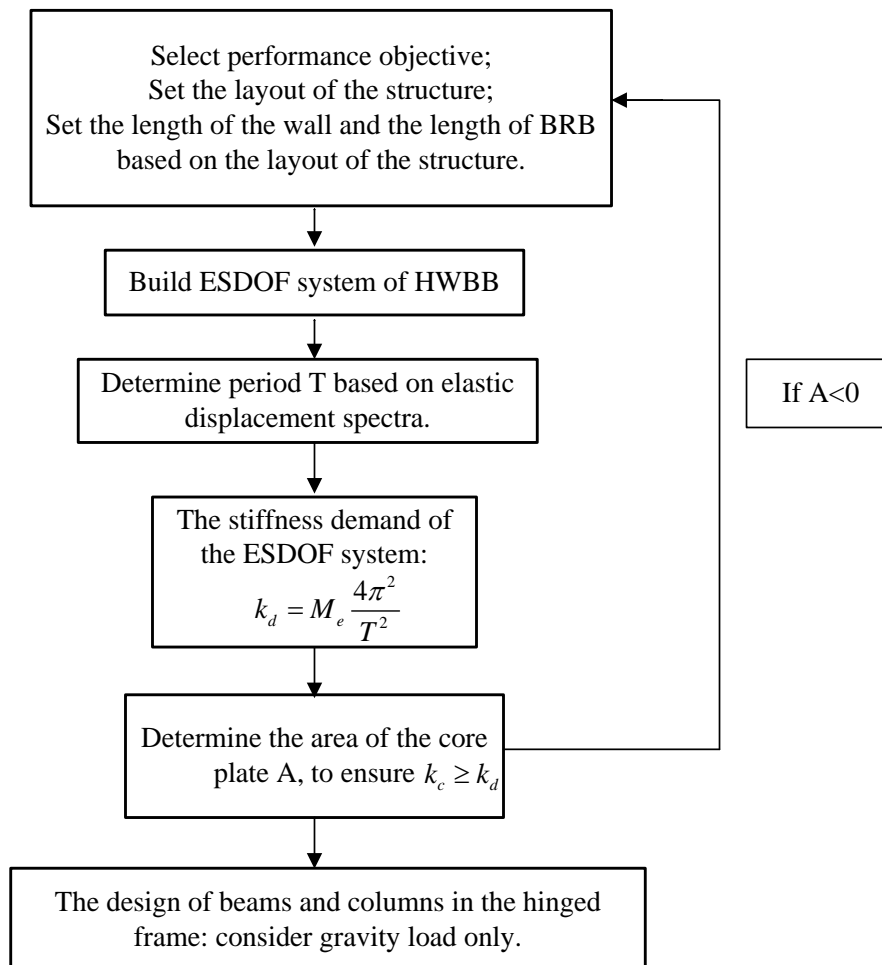 Select performance objective;
Set the layout of the structure;
Set the length of the wall and the length of BRB
based on the layout of the structure.
Build ESDOF system of HWBB
Determine period T based on elastic
displacement spectra.
If A<0
The stiffness demand of
the ESDOF system:
k_d = M_e 4π²/T²
Determine the area of the core
plate A, to ensure k_c ≥ k_d
The design of beams and columns in the hinged
frame: consider gravity load only.